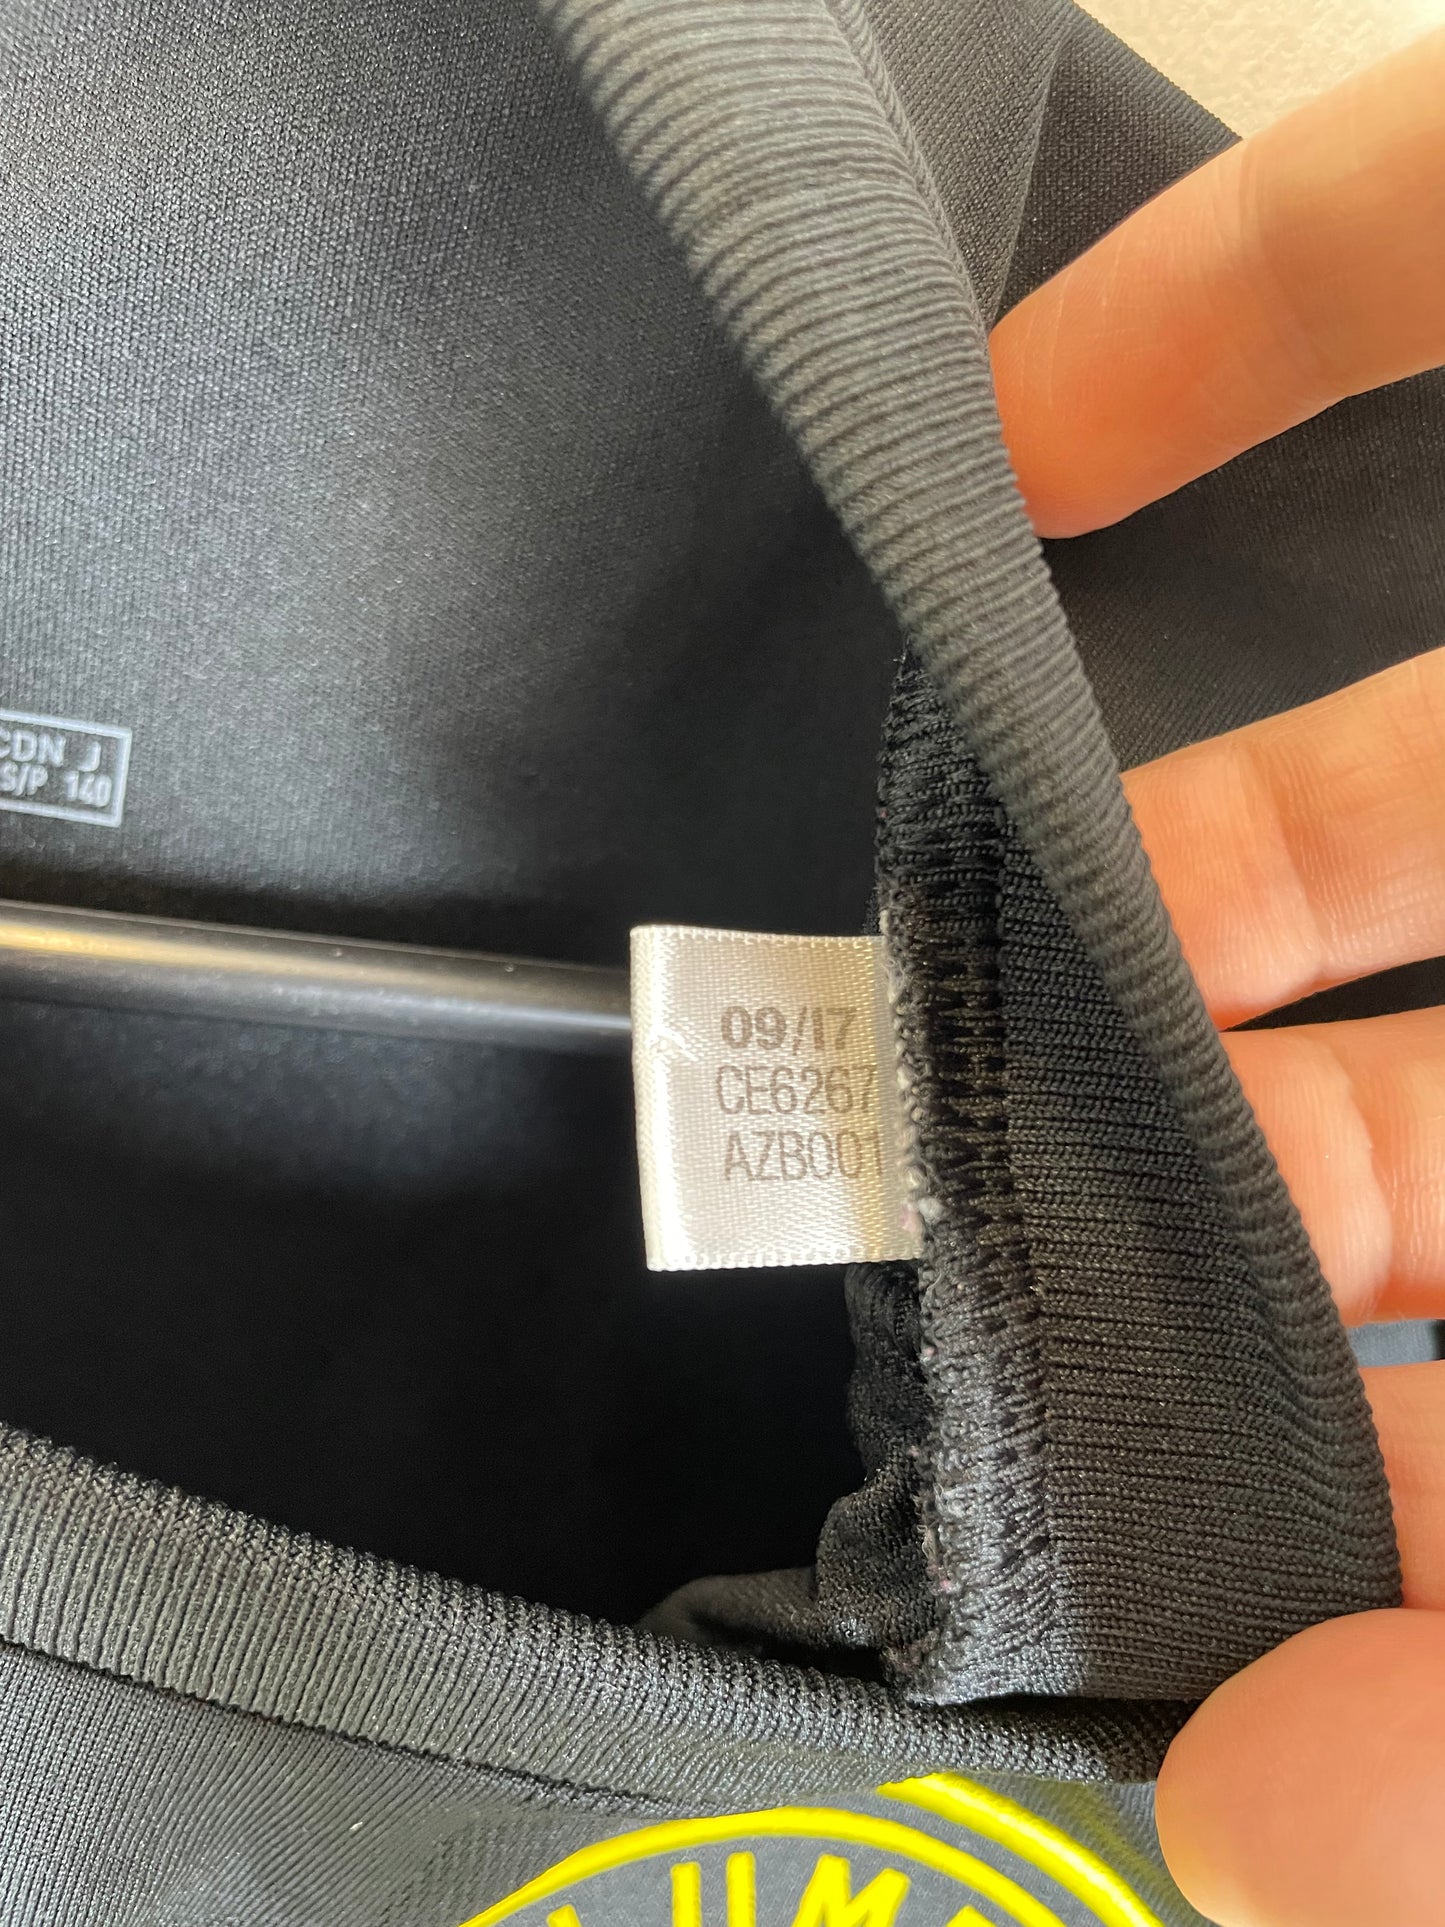 CDN J
S/P 140
09/17
CE6267
AZB001